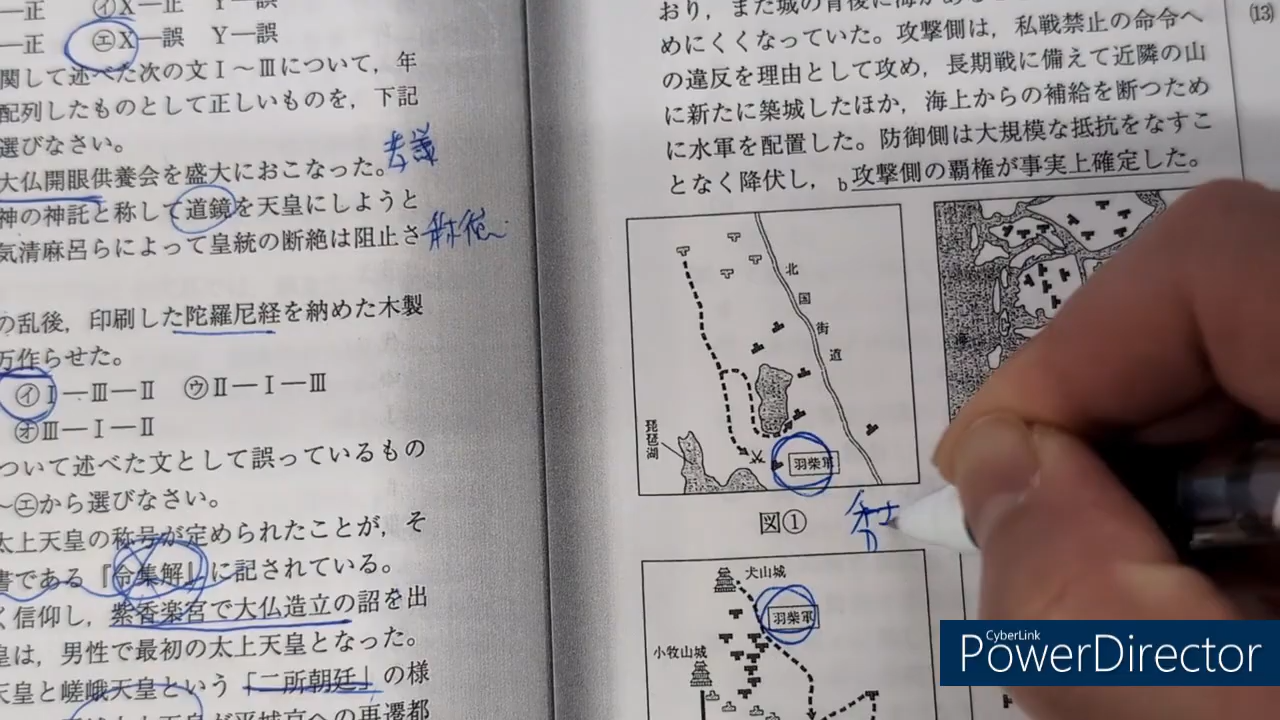 一正 ㋑X―正 Y―誤
一正 ㋓X―誤 Y―誤
関して述べた次の文Ⅰ～Ⅲについて，年
配列したものとして正しいものを，下記
選びなさい。
大仏開眼供養会を盛大におこなった。
神の神託と称して道鏡を天皇にしようと
気清麻呂らによって皇統の断絶は阻止さ
の乱後，印刷した陀羅尼経を納めた木製
万作らせた。
㋑Ⅰ―Ⅲ―Ⅱ ㋒Ⅱ―Ⅰ―Ⅲ
㋔Ⅲ―Ⅰ―Ⅱ
ついて述べた文として誤っているもの
～㋓から選びなさい。
太上天皇の称号が定められたことが，そ
書である『令集解』に記されている。
く信仰し，紫香楽宮で大仏造立の詔を出
皇は，男性で最初の太上天皇となった。
天皇と嵯峨天皇という「二所朝廷」の様
が平城京への再遷都
おり，また城の背後に海がある
めにくくなっていた。攻撃側は，私戦禁止の命令へ
の違反を理由として攻め，長期戦に備えて近隣の山
に新たに築城したほか，海上からの補給を断つため
に水軍を配置した。防御側は大規模な抵抗をなすこ
となく降伏し，b攻撃側の覇権が事実上確定した。
(13)
北国街道
琵琶湖
羽柴軍
図①
犬山城
羽柴軍
小牧山城
海
CyberLink
PowerDirector